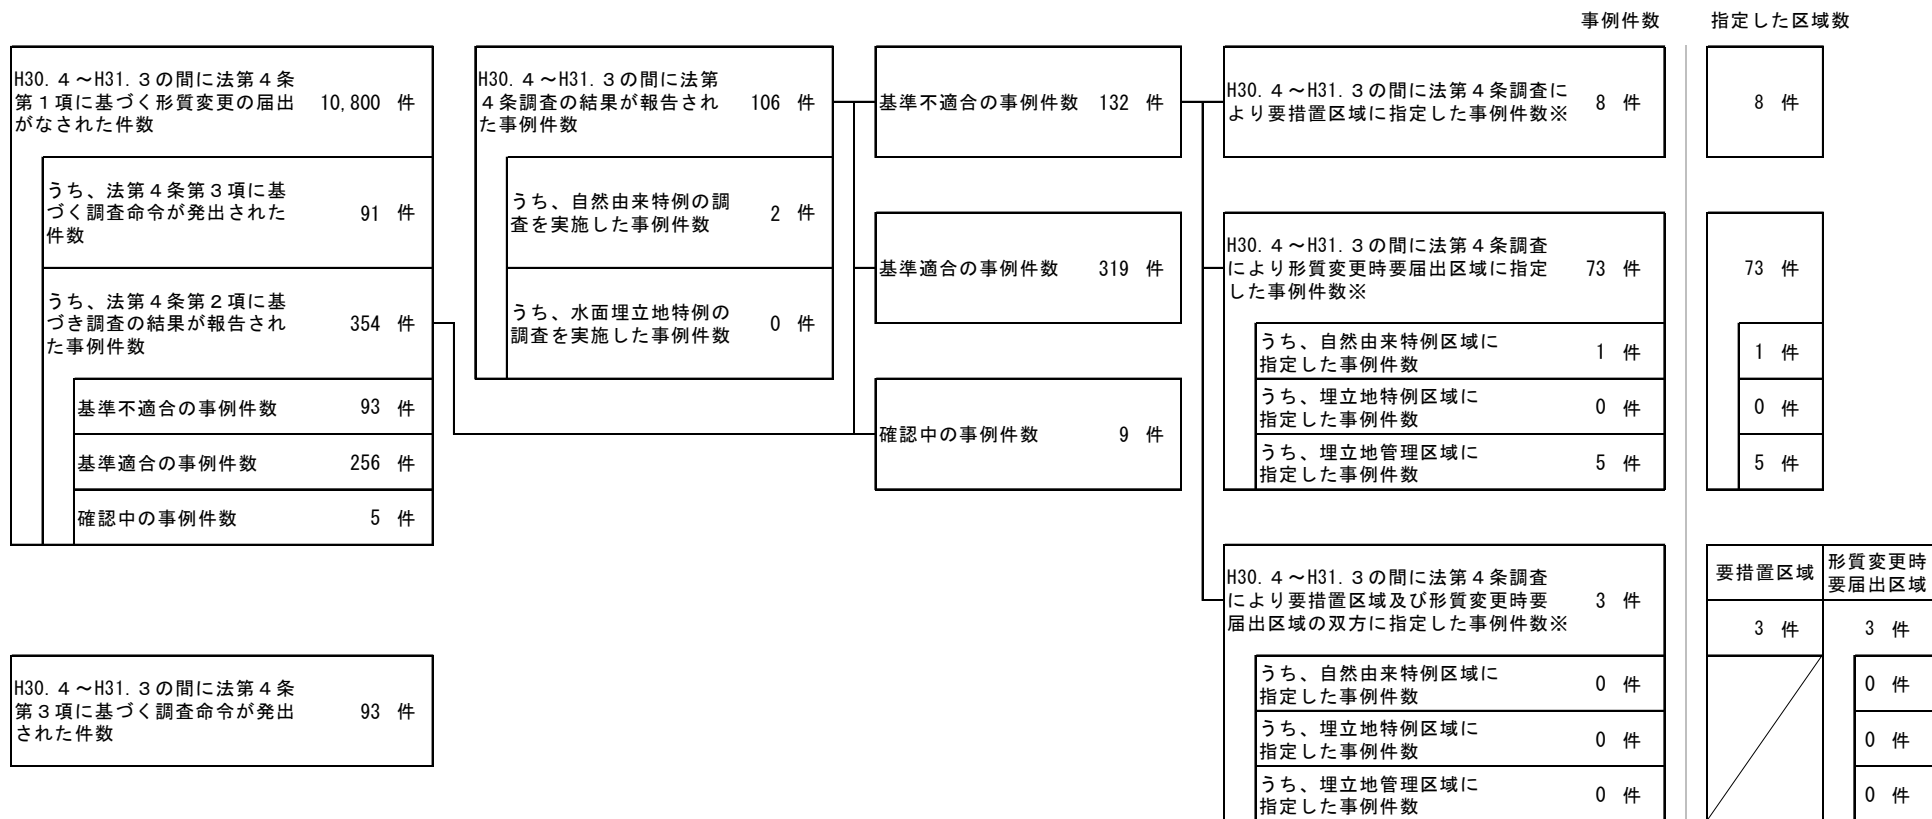 事例件数
指定した区域数
H30.４～H31.３の間に法第４条
第１項に基づく形質変更の届出
がなされた件数
10,800 件
うち、法第４条第３項に基
づく調査命令が発出された
件数
91 件
うち、法第４条第２項に基
づき調査の結果が報告され
た事例件数
354 件
基準不適合の事例件数
93 件
基準適合の事例件数
256 件
確認中の事例件数
5 件
H30.４～H31.３の間に法第４条
第３項に基づく調査命令が発出
された件数
93 件
H30.４～H31.３の間に法第
４条調査の結果が報告され
た事例件数
106 件
うち、自然由来特例の調
査を実施した事例件数
2 件
うち、水面埋立地特例の
調査を実施した事例件数
0 件
基準不適合の事例件数
132 件
基準適合の事例件数
319 件
確認中の事例件数
9 件
H30.４～H31.３の間に法第４条調査に
より要措置区域に指定した事例件数※
8 件
8 件
H30.４～H31.３の間に法第４条調査
により形質変更時要届出区域に指定
した事例件数※
73 件
73 件
うち、自然由来特例区域に
指定した事例件数
1 件
1 件
うち、埋立地特例区域に
指定した事例件数
0 件
0 件
うち、埋立地管理区域に
指定した事例件数
5 件
5 件
H30.４～H31.３の間に法第４条調査
により要措置区域及び形質変更時要
届出区域の双方に指定した事例件数※
3 件
要措置区域
形質変更時
要届出区域
3 件
3 件
うち、自然由来特例区域に
指定した事例件数
0 件
0 件
うち、埋立地特例区域に
指定した事例件数
0 件
0 件
うち、埋立地管理区域に
指定した事例件数
0 件
0 件